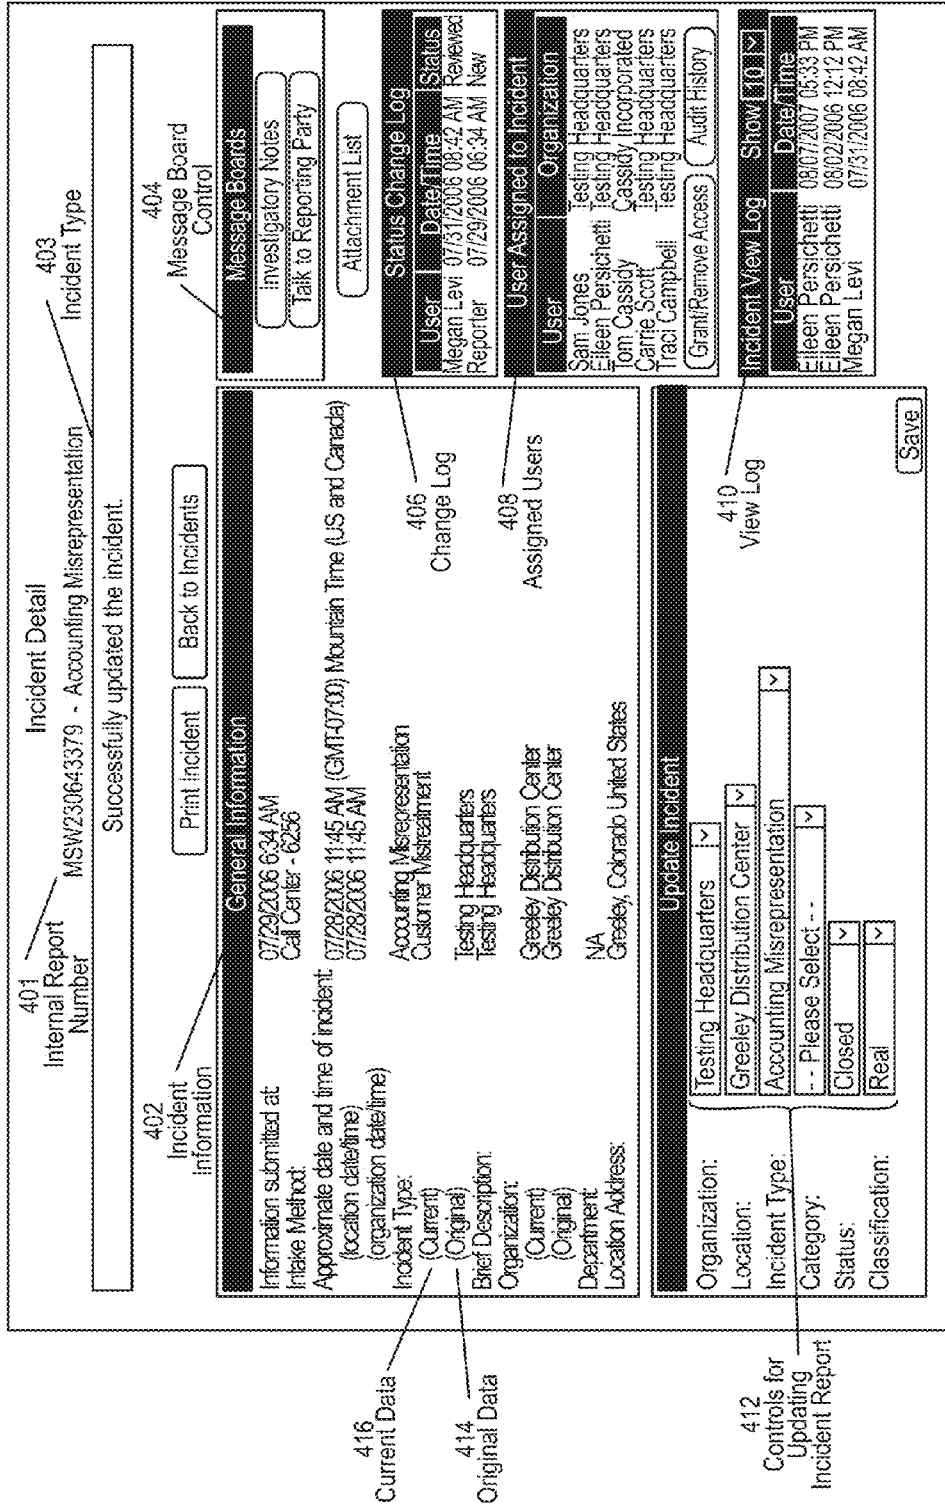 Incident Detail
401
Internal Report
Number
MSW230643379 - Accounting Misrepresentation
403
Incident Type
Successfully updated the incident.
404
Message Board
Control
402
Incident
Information
Print Incident
Back to Incidents
General Information
Information submitted at: 07/29/2006 6:34 AM
Intake Method: Call Center - 6256
Approximate date and time of incident:
(location date/time) 07/28/2006 11:45 AM (GMT-07:00) Mountain Time (US and Canada)
(organization date/time) 07/28/2006 11:45 AM
Incident Type:
(Current) Accounting Misrepresentation
(Original) Customer Mistreatment
Brief Description:
Organization: Testing Headquarters
Testing Headquarters
(Current) Greeley Distribution Center
(Original) Greeley Distribution Center
Department: NA
Location Address: Greeley, Colorado United States
416
Current Data
414
Original Data
Message Boards
Investigatory Notes
Talk to Reporting Party
Attachment List
406
Change Log
Status Change Log
User Date/Time Status
Megan Levi 07/31/2006 08:42 AM Reviewed
Reporter 07/29/2006 06:34 AM New
408
Assigned Users
User Assigned to Incident
User Organization
Sam Jones Testing Headquarters
Eileen Persichetti Testing Headquarters
Tom Cassidy Cassidy Incorporated
Carrie Scott Testing Headquarters
Traci Campbell Testing Headquarters
Grant/Remove Access
Audit History
410
View Log
Incident View Log Show 10
User Date/Time
Eileen Persichetti 08/07/2007 05:33 PM
Eileen Persichetti 08/02/2006 12:12 PM
Megan Levi 07/31/2006 08:42 AM
Update Incident
Organization: Testing Headquarters
Location: Greeley Distribution Center
Incident Type: Accounting Misrepresentation
Category: - - Please Select - -
Status: Closed
Classification: Real
Save
412
Controls for
Updating
Incident Report